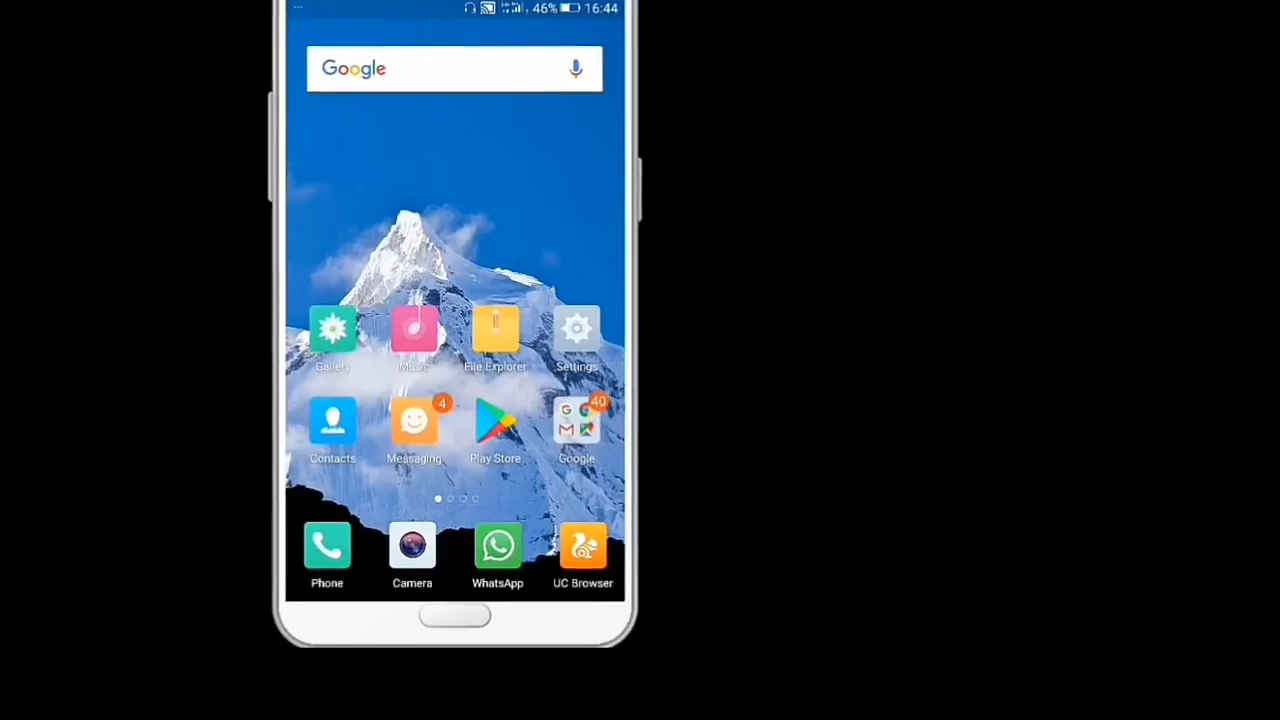 ... 46% 16:44
Google
Gallery Music File Explorer Settings
4 40
Contacts Messaging Play Store Google
Phone Camera WhatsApp UC Browser